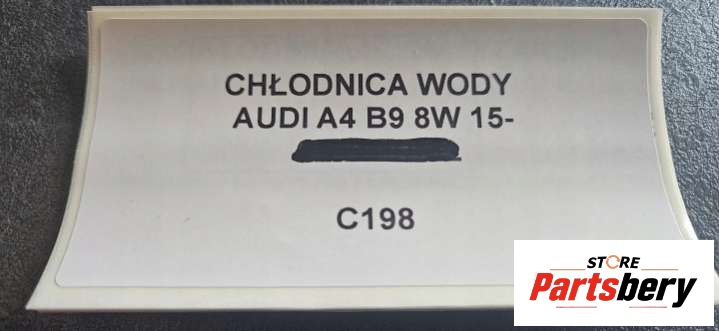 CHŁODNICA WODY
AUDI A4 B9 8W 15-
C198
STORE
Partsbery